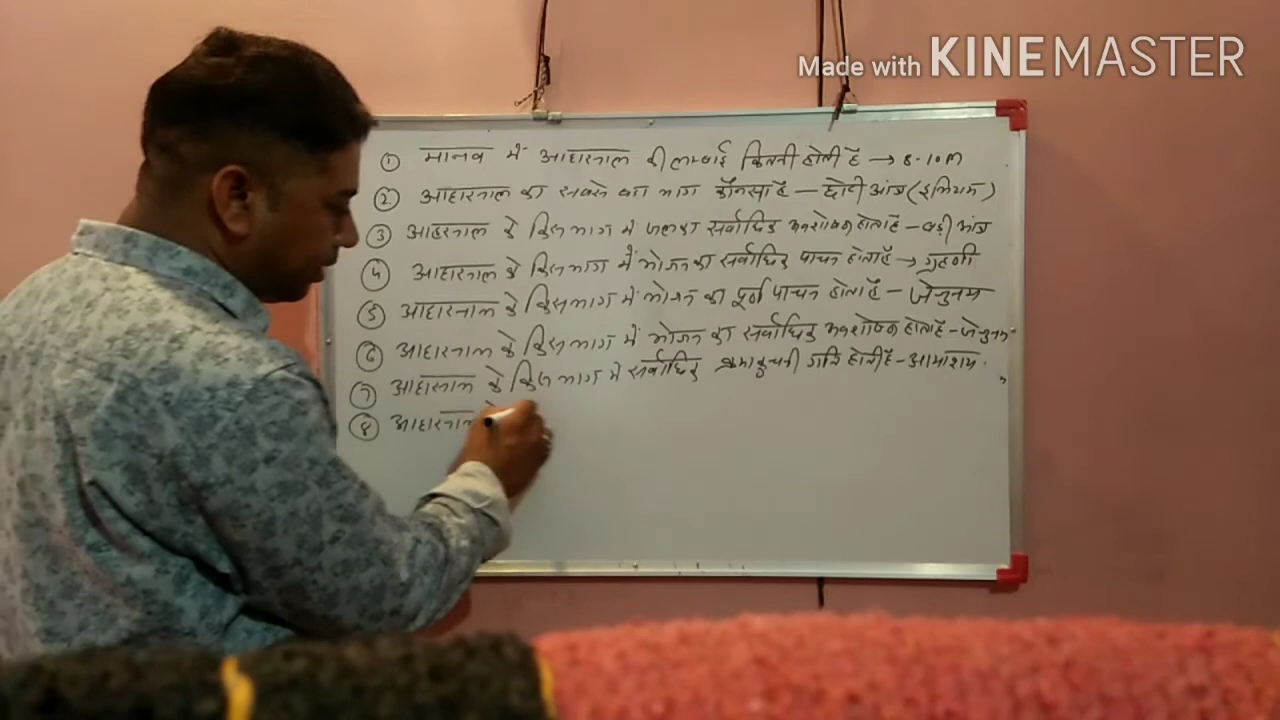 Made with KINEMASTER
① मानव में आहारनाल की लम्बाई कितनी होती है → 8-10m
② आहारनाल का सबसे बड़ा भाग कौनसा है – छोटी आंत्र (इलियम)
③ आहारनाल के किस भाग में जल का सर्वाधिक अवशोषण होता है – बड़ी आंत्र
④ आहारनाल के किस भाग में भोजन का सर्वाधिक पाचन होता है → ग्रहणी
⑤ आहारनाल के किस भाग में भोजन का पूर्ण पाचन होता है – जेजुनम
⑥ आहारनाल के किस भाग में भोजन का सर्वाधिक अवशोषण होता है – जेजुनम
⑦ आहारनाल के किस भाग में सर्वाधिक क्रमाकुचनी गति होती है – आमाशय
⑧ आहारनाल